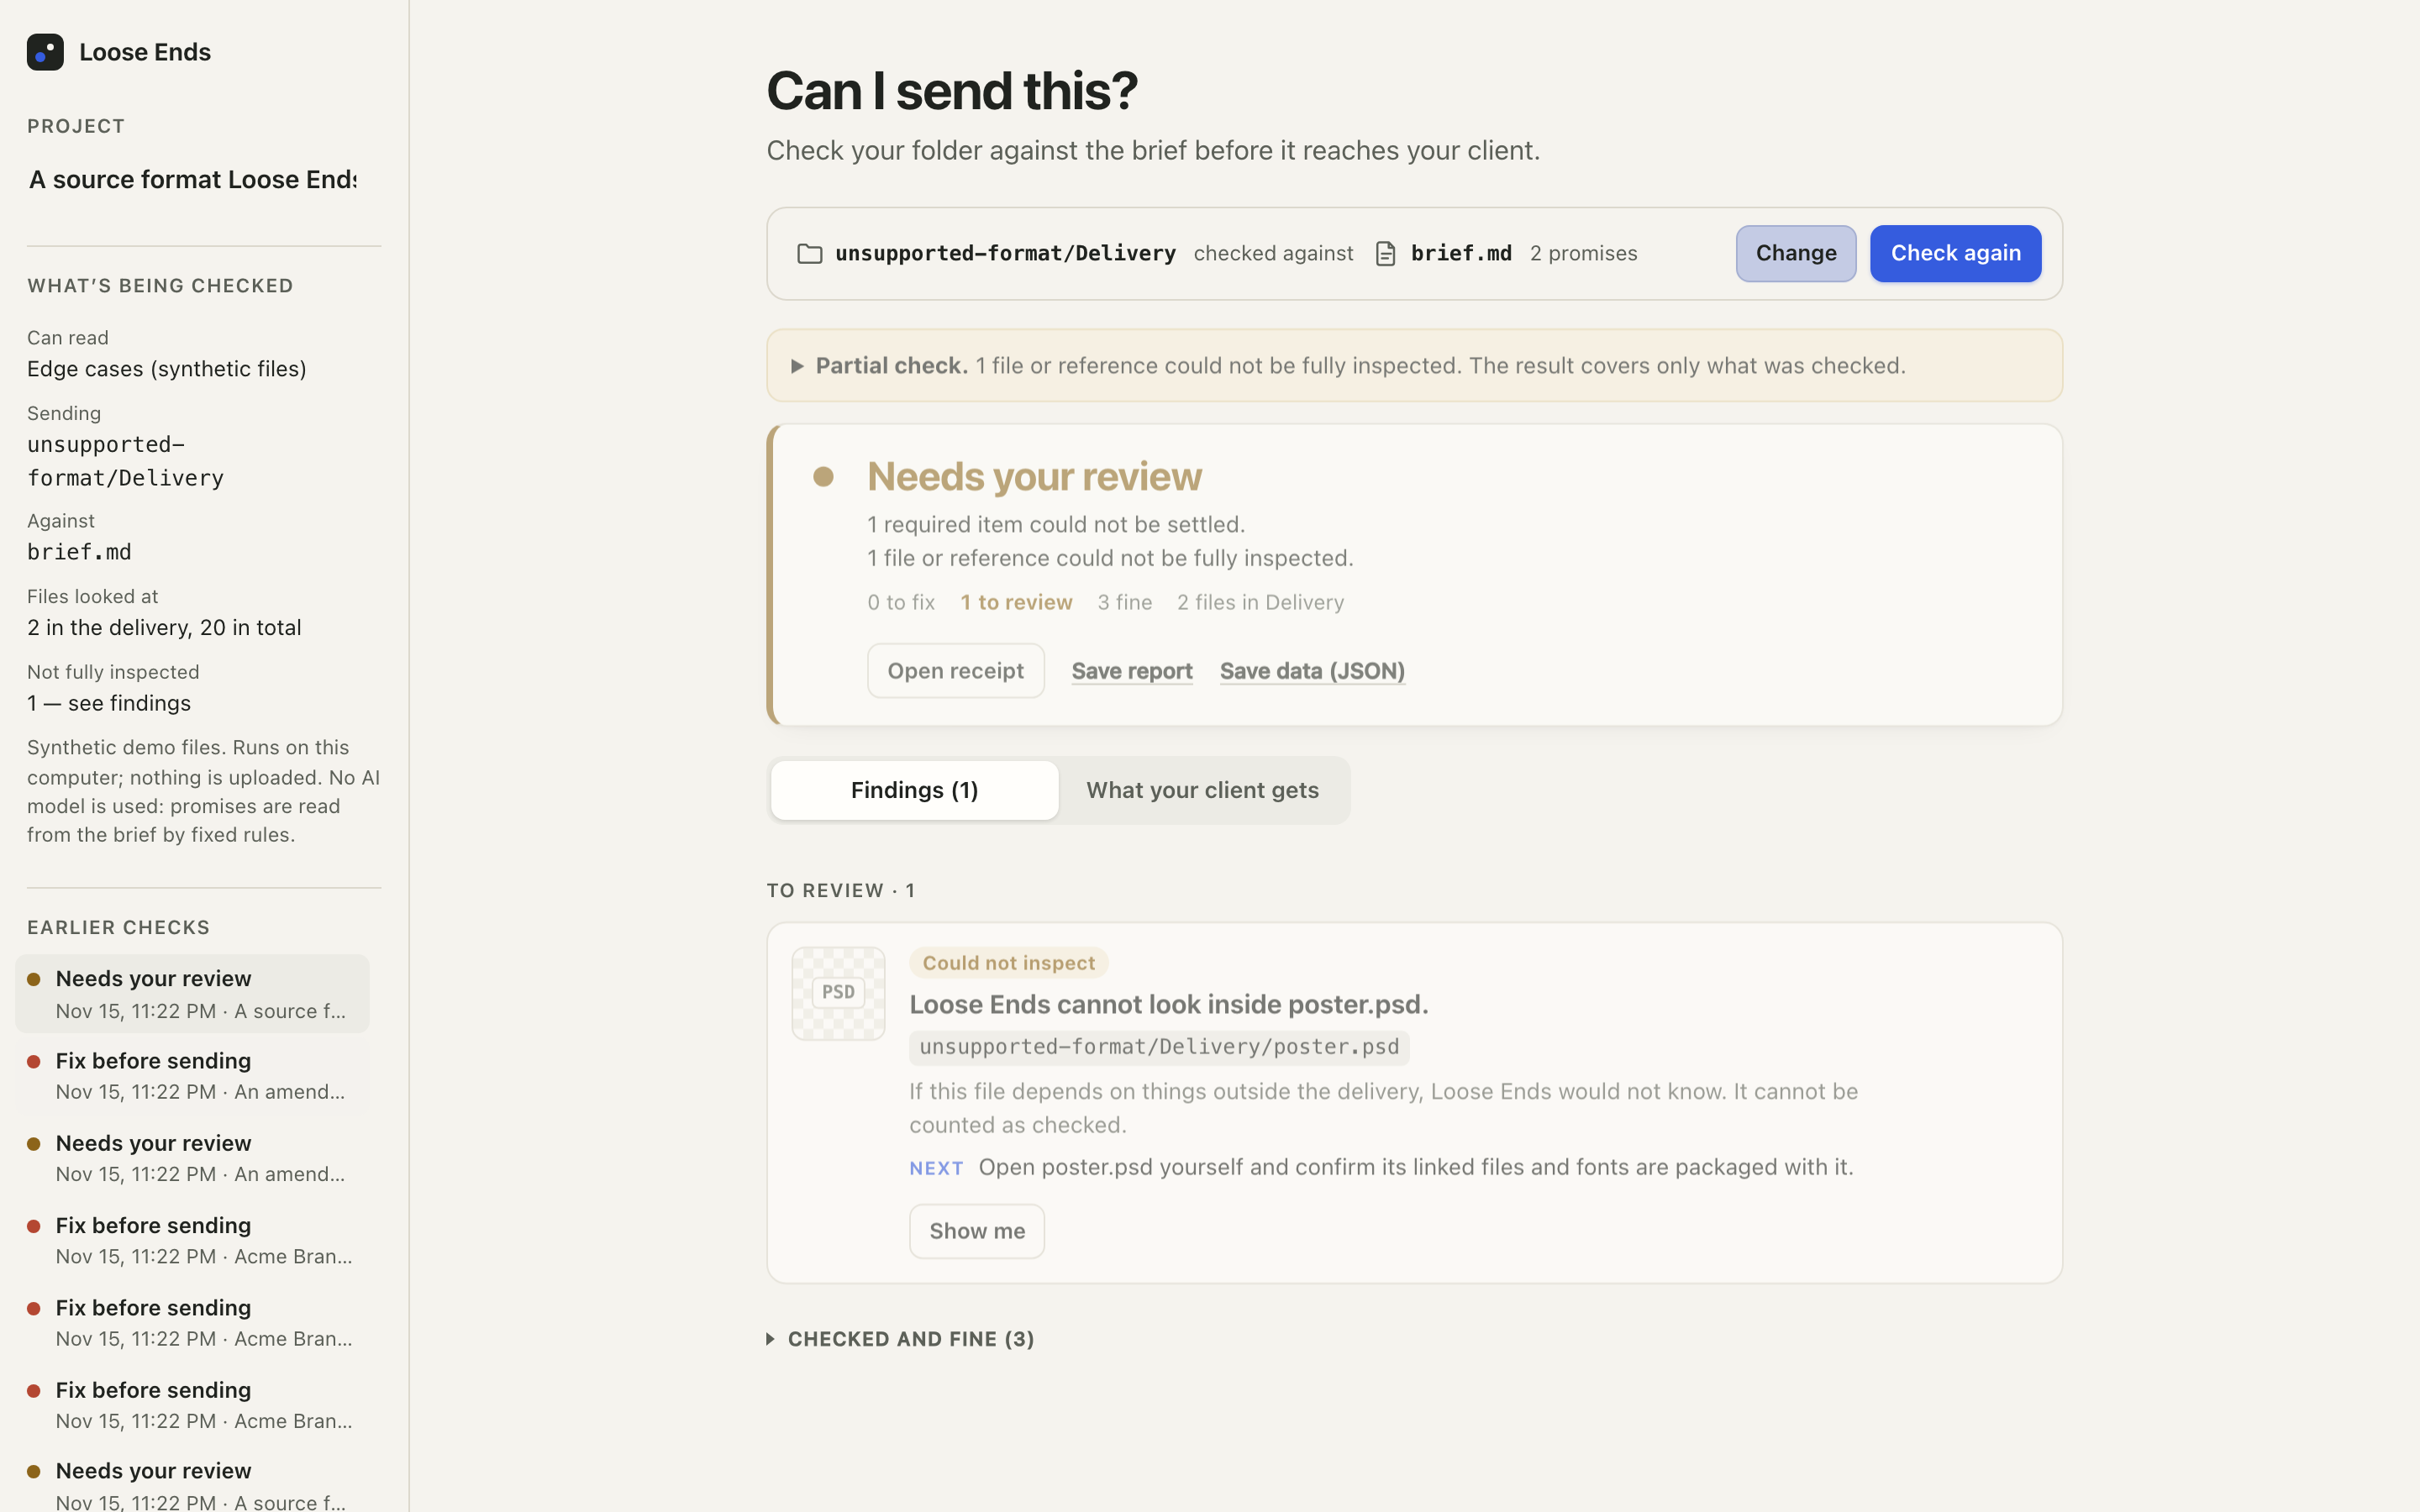 Loose Ends
PROJECT
A source format Loose Ends
WHAT’S BEING CHECKED
Can read
Edge cases (synthetic files)
Sending
unsupported-
format/Delivery
Against
brief.md
Files looked at
2 in the delivery, 20 in total
Not fully inspected
1 — see findings
Synthetic demo files. Runs on this
computer; nothing is uploaded. No AI
model is used: promises are read
from the brief by fixed rules.
EARLIER CHECKS
Needs your review
Nov 15, 11:22 PM · A source f...
Fix before sending
Nov 15, 11:22 PM · An amend...
Needs your review
Nov 15, 11:22 PM · An amend...
Fix before sending
Nov 15, 11:22 PM · Acme Bran...
Fix before sending
Nov 15, 11:22 PM · Acme Bran...
Fix before sending
Nov 15, 11:22 PM · Acme Bran...
Needs your review
Nov 15, 11:22 PM · A source f...
Can I send this?
Check your folder against the brief before it reaches your client.
unsupported-format/Delivery checked against brief.md 2 promises Change Check again
Partial check. 1 file or reference could not be fully inspected. The result covers only what was checked.
Needs your review
1 required item could not be settled.
1 file or reference could not be fully inspected.
0 to fix 1 to review 3 fine 2 files in Delivery
Open receipt Save report Save data (JSON)
Findings (1) What your client gets
TO REVIEW · 1
PSD
Could not inspect
Loose Ends cannot look inside poster.psd.
unsupported-format/Delivery/poster.psd
If this file depends on things outside the delivery, Loose Ends would not know. It cannot be
counted as checked.
NEXT Open poster.psd yourself and confirm its linked files and fonts are packaged with it.
Show me
CHECKED AND FINE (3)